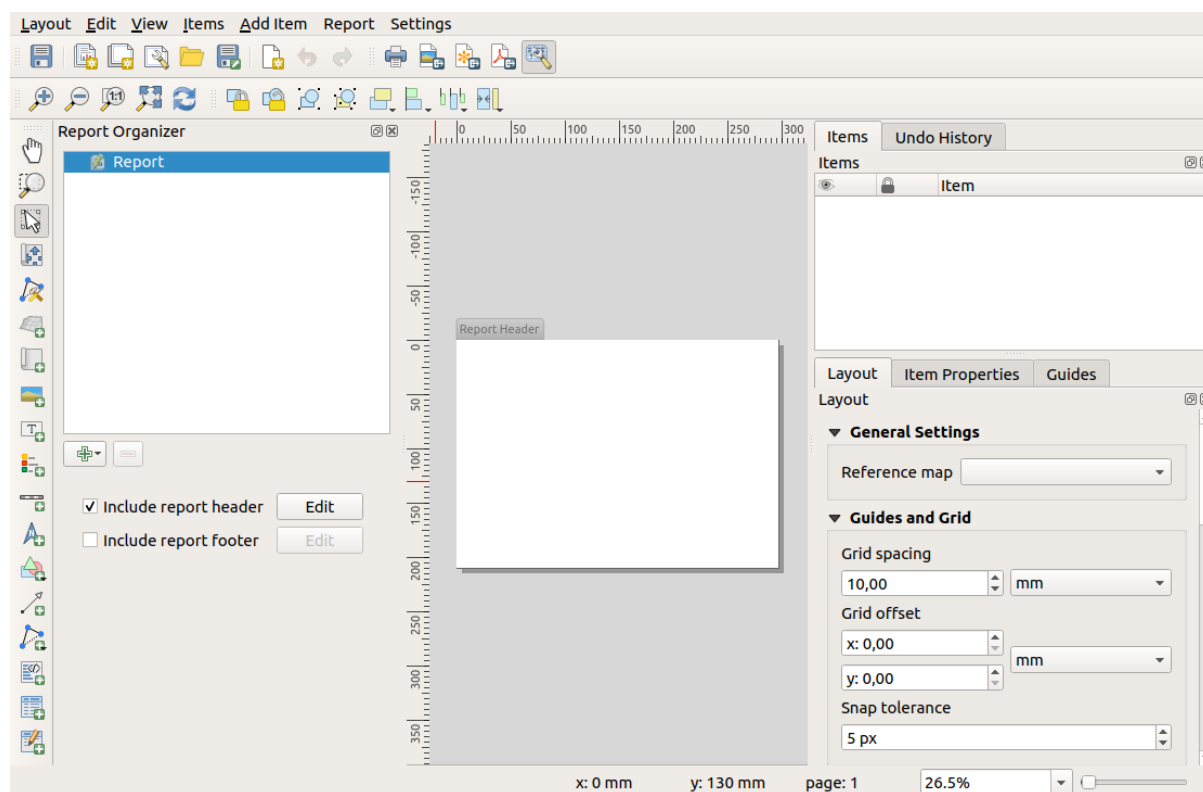 Layout Edit View Items Add Item Report Settings
1:1
Report Organizer
Report
Include report header Edit
Include report footer Edit
0 50 100 150 200 250 300
-150
-100
-50
0
50
100
150
200
250
300
350
Report Header
Items Undo History
Items
Item
Layout Item Properties Guides
Layout
General Settings
Reference map
Guides and Grid
Grid spacing
10,00 mm
Grid offset
x: 0,00
mm
y: 0,00
Snap tolerance
5 px
x: 0 mm y: 130 mm page: 1 26.5%